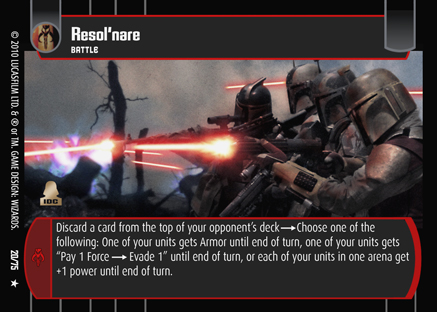 Resol'nare
BATTLE
© 2010 LUCASFILM LTD. & ® or TM. GAME DESIGN: WIZARDS.
IDC
Discard a card from the top of your opponent's deck→Choose one of the
following: One of your units gets Armor until end of turn, one of your units gets
"Pay 1 Force → Evade 1" until end of turn, or each of your units in one arena get
+1 power until end of turn.